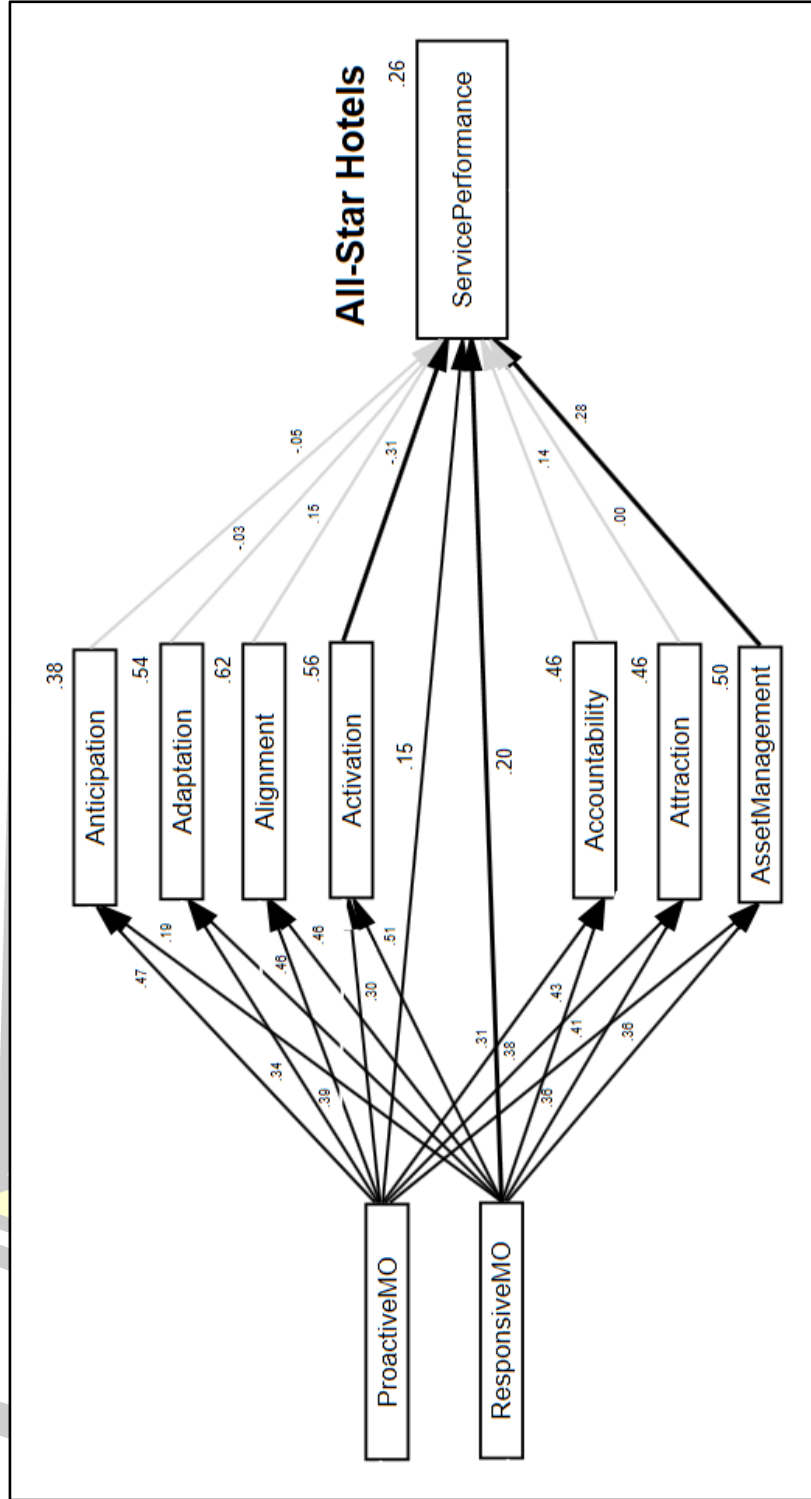 All-Star Hotels
.38
Anticipation
.54
Adaptation
.62
Alignment
.56
Activation
.46
Accountability
.46
Attraction
.50
AssetManagement
ProactiveMO
ResponsiveMO
.26
ServicePerformance
.47
.19
.34
.46
.39
.46
.30
.51
.31
.43
.38
.41
.36
.36
.15
.20
-.05
-.03
.15
-.31
.14
.00
.28